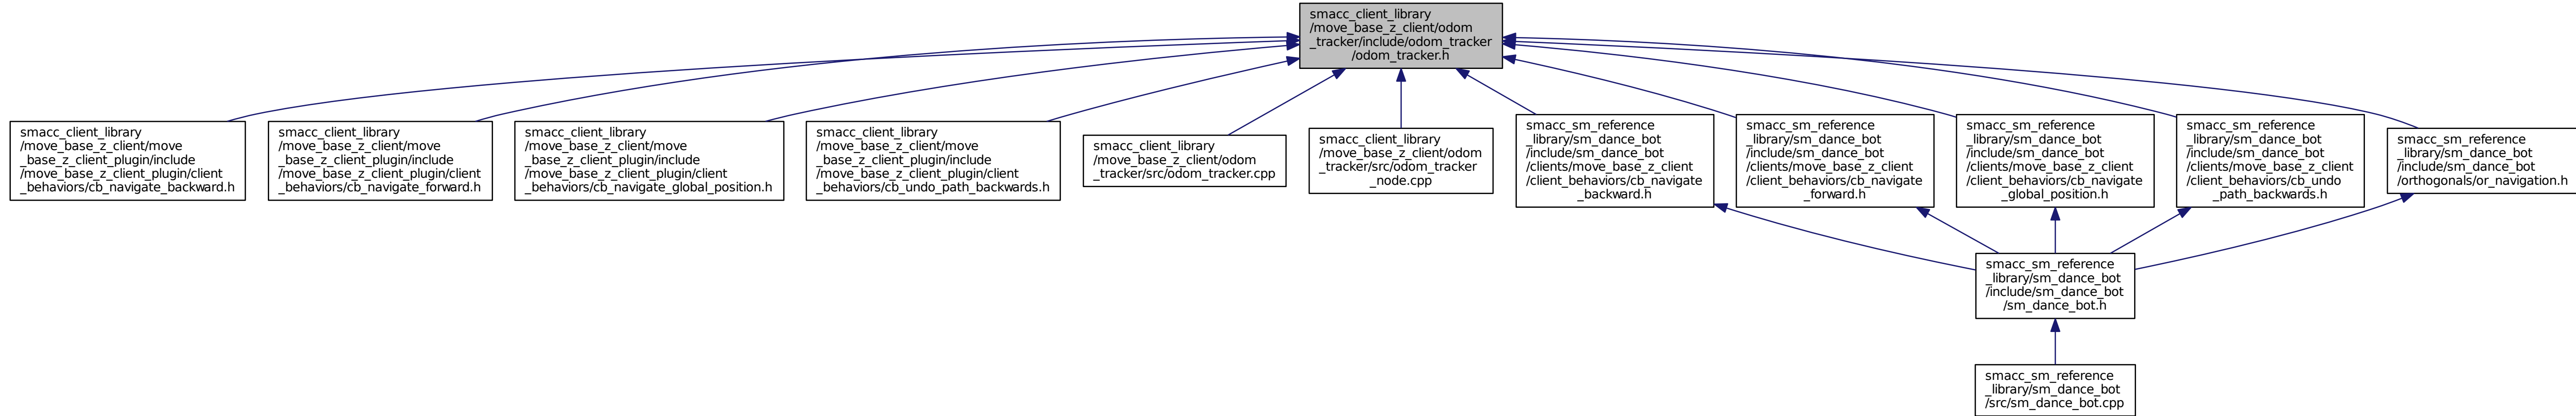 smacc_client_library
/move_base_z_client/odom
_tracker/include/odom_tracker
/odom_tracker.h
smacc_client_library
/move_base_z_client/move
_base_z_client_plugin/include
/move_base_z_client_plugin/client
_behaviors/cb_navigate_backward.h
smacc_client_library
/move_base_z_client/move
_base_z_client_plugin/include
/move_base_z_client_plugin/client
_behaviors/cb_navigate_forward.h
smacc_client_library
/move_base_z_client/move
_base_z_client_plugin/include
/move_base_z_client_plugin/client
_behaviors/cb_navigate_global_position.h
smacc_client_library
/move_base_z_client/move
_base_z_client_plugin/include
/move_base_z_client_plugin/client
_behaviors/cb_undo_path_backwards.h
smacc_client_library
/move_base_z_client/odom
_tracker/src/odom_tracker.cpp
smacc_client_library
/move_base_z_client/odom
_tracker/src/odom_tracker
_node.cpp
smacc_sm_reference
_library/sm_dance_bot
/include/sm_dance_bot
/clients/move_base_z_client
/client_behaviors/cb_navigate
_backward.h
smacc_sm_reference
_library/sm_dance_bot
/include/sm_dance_bot
/clients/move_base_z_client
/client_behaviors/cb_navigate
_forward.h
smacc_sm_reference
_library/sm_dance_bot
/include/sm_dance_bot
/clients/move_base_z_client
/client_behaviors/cb_navigate
_global_position.h
smacc_sm_reference
_library/sm_dance_bot
/include/sm_dance_bot
/clients/move_base_z_client
/client_behaviors/cb_undo
_path_backwards.h
smacc_sm_reference
_library/sm_dance_bot
/include/sm_dance_bot
/orthogonals/or_navigation.h
smacc_sm_reference
_library/sm_dance_bot
/include/sm_dance_bot
/sm_dance_bot.h
smacc_sm_reference
_library/sm_dance_bot
/src/sm_dance_bot.cpp